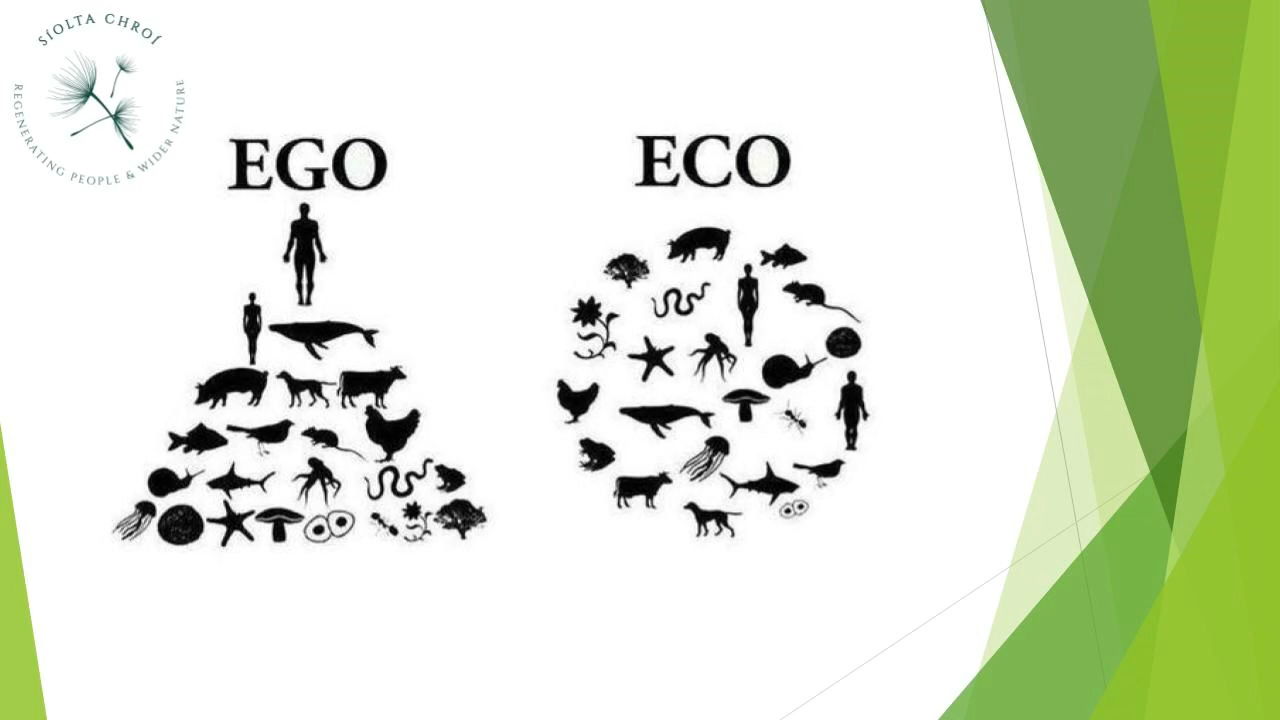 SÍOLTA CHROÍ
REGENERATING PEOPLE & WIDER NATURE
EGO
ECO